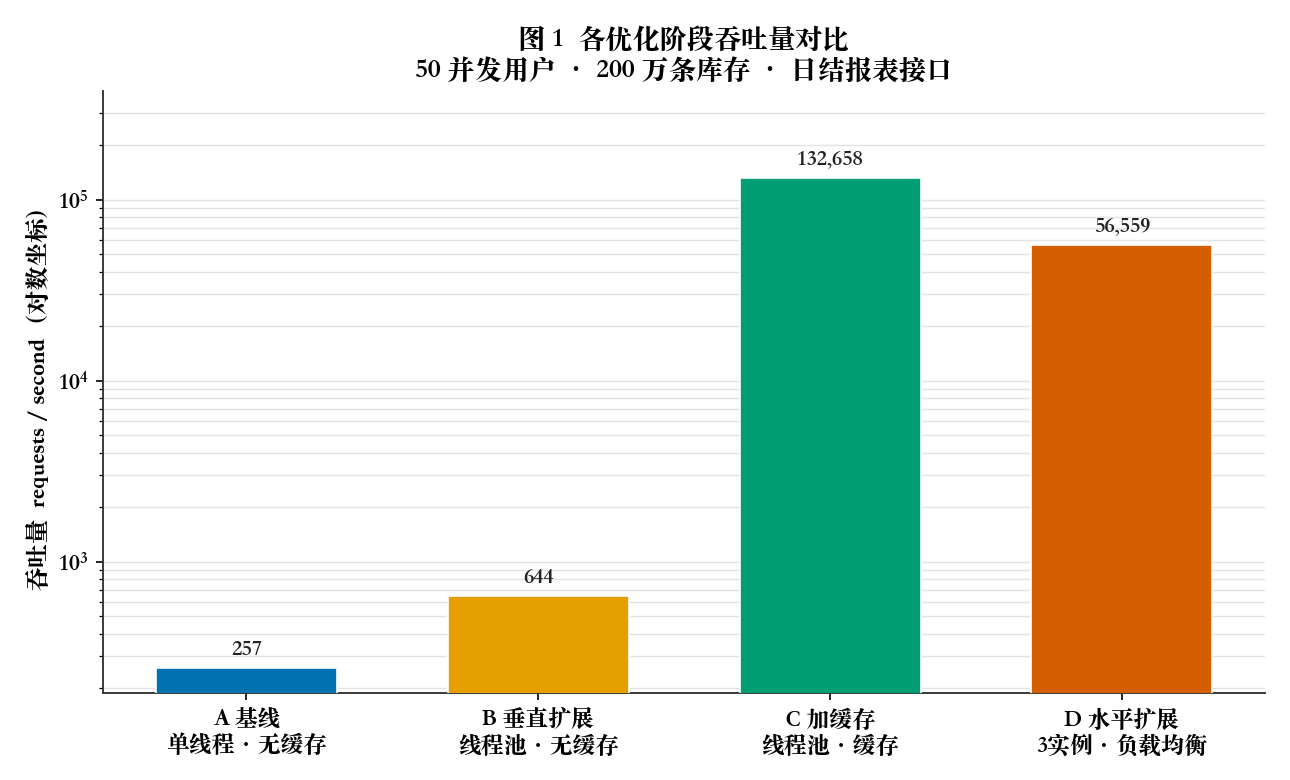 图 1 各优化阶段吞吐量对比
50 并发用户 · 200 万条库存 · 日结报表接口
吞吐量 requests / second（对数坐标）
10⁵
10⁴
10³
257
644
132,658
56,559
A 基线
单线程 · 无缓存
B 垂直扩展
线程池 · 无缓存
C 加缓存
线程池 · 缓存
D 水平扩展
3实例 · 负载均衡